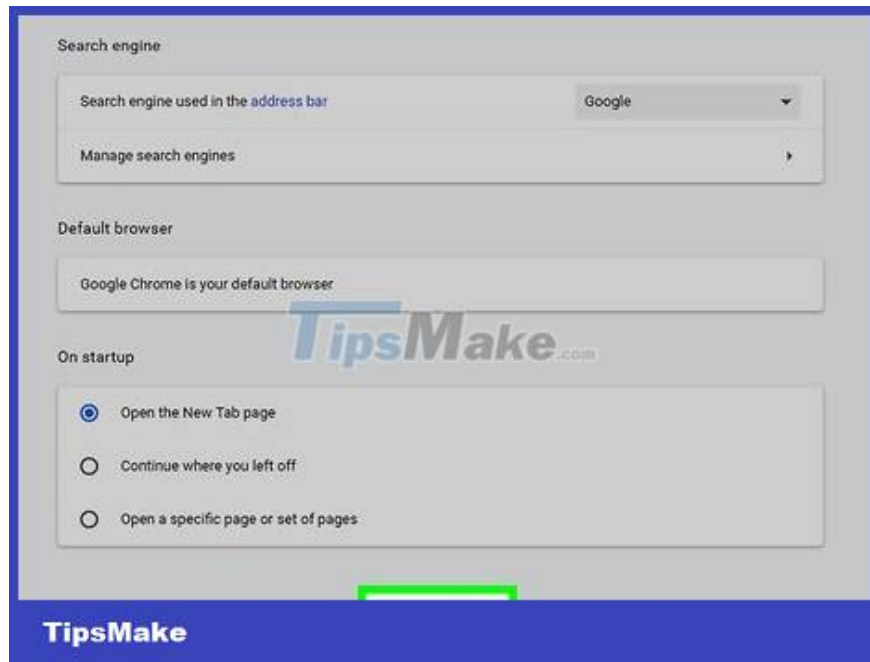 Search engine
Search engine used in the address bar Google
Manage search engines
Default browser
Google Chrome is your default browser
TipsMake.com
On startup
Open the New Tab page
Continue where you left off
Open a specific page or set of pages
TipsMake